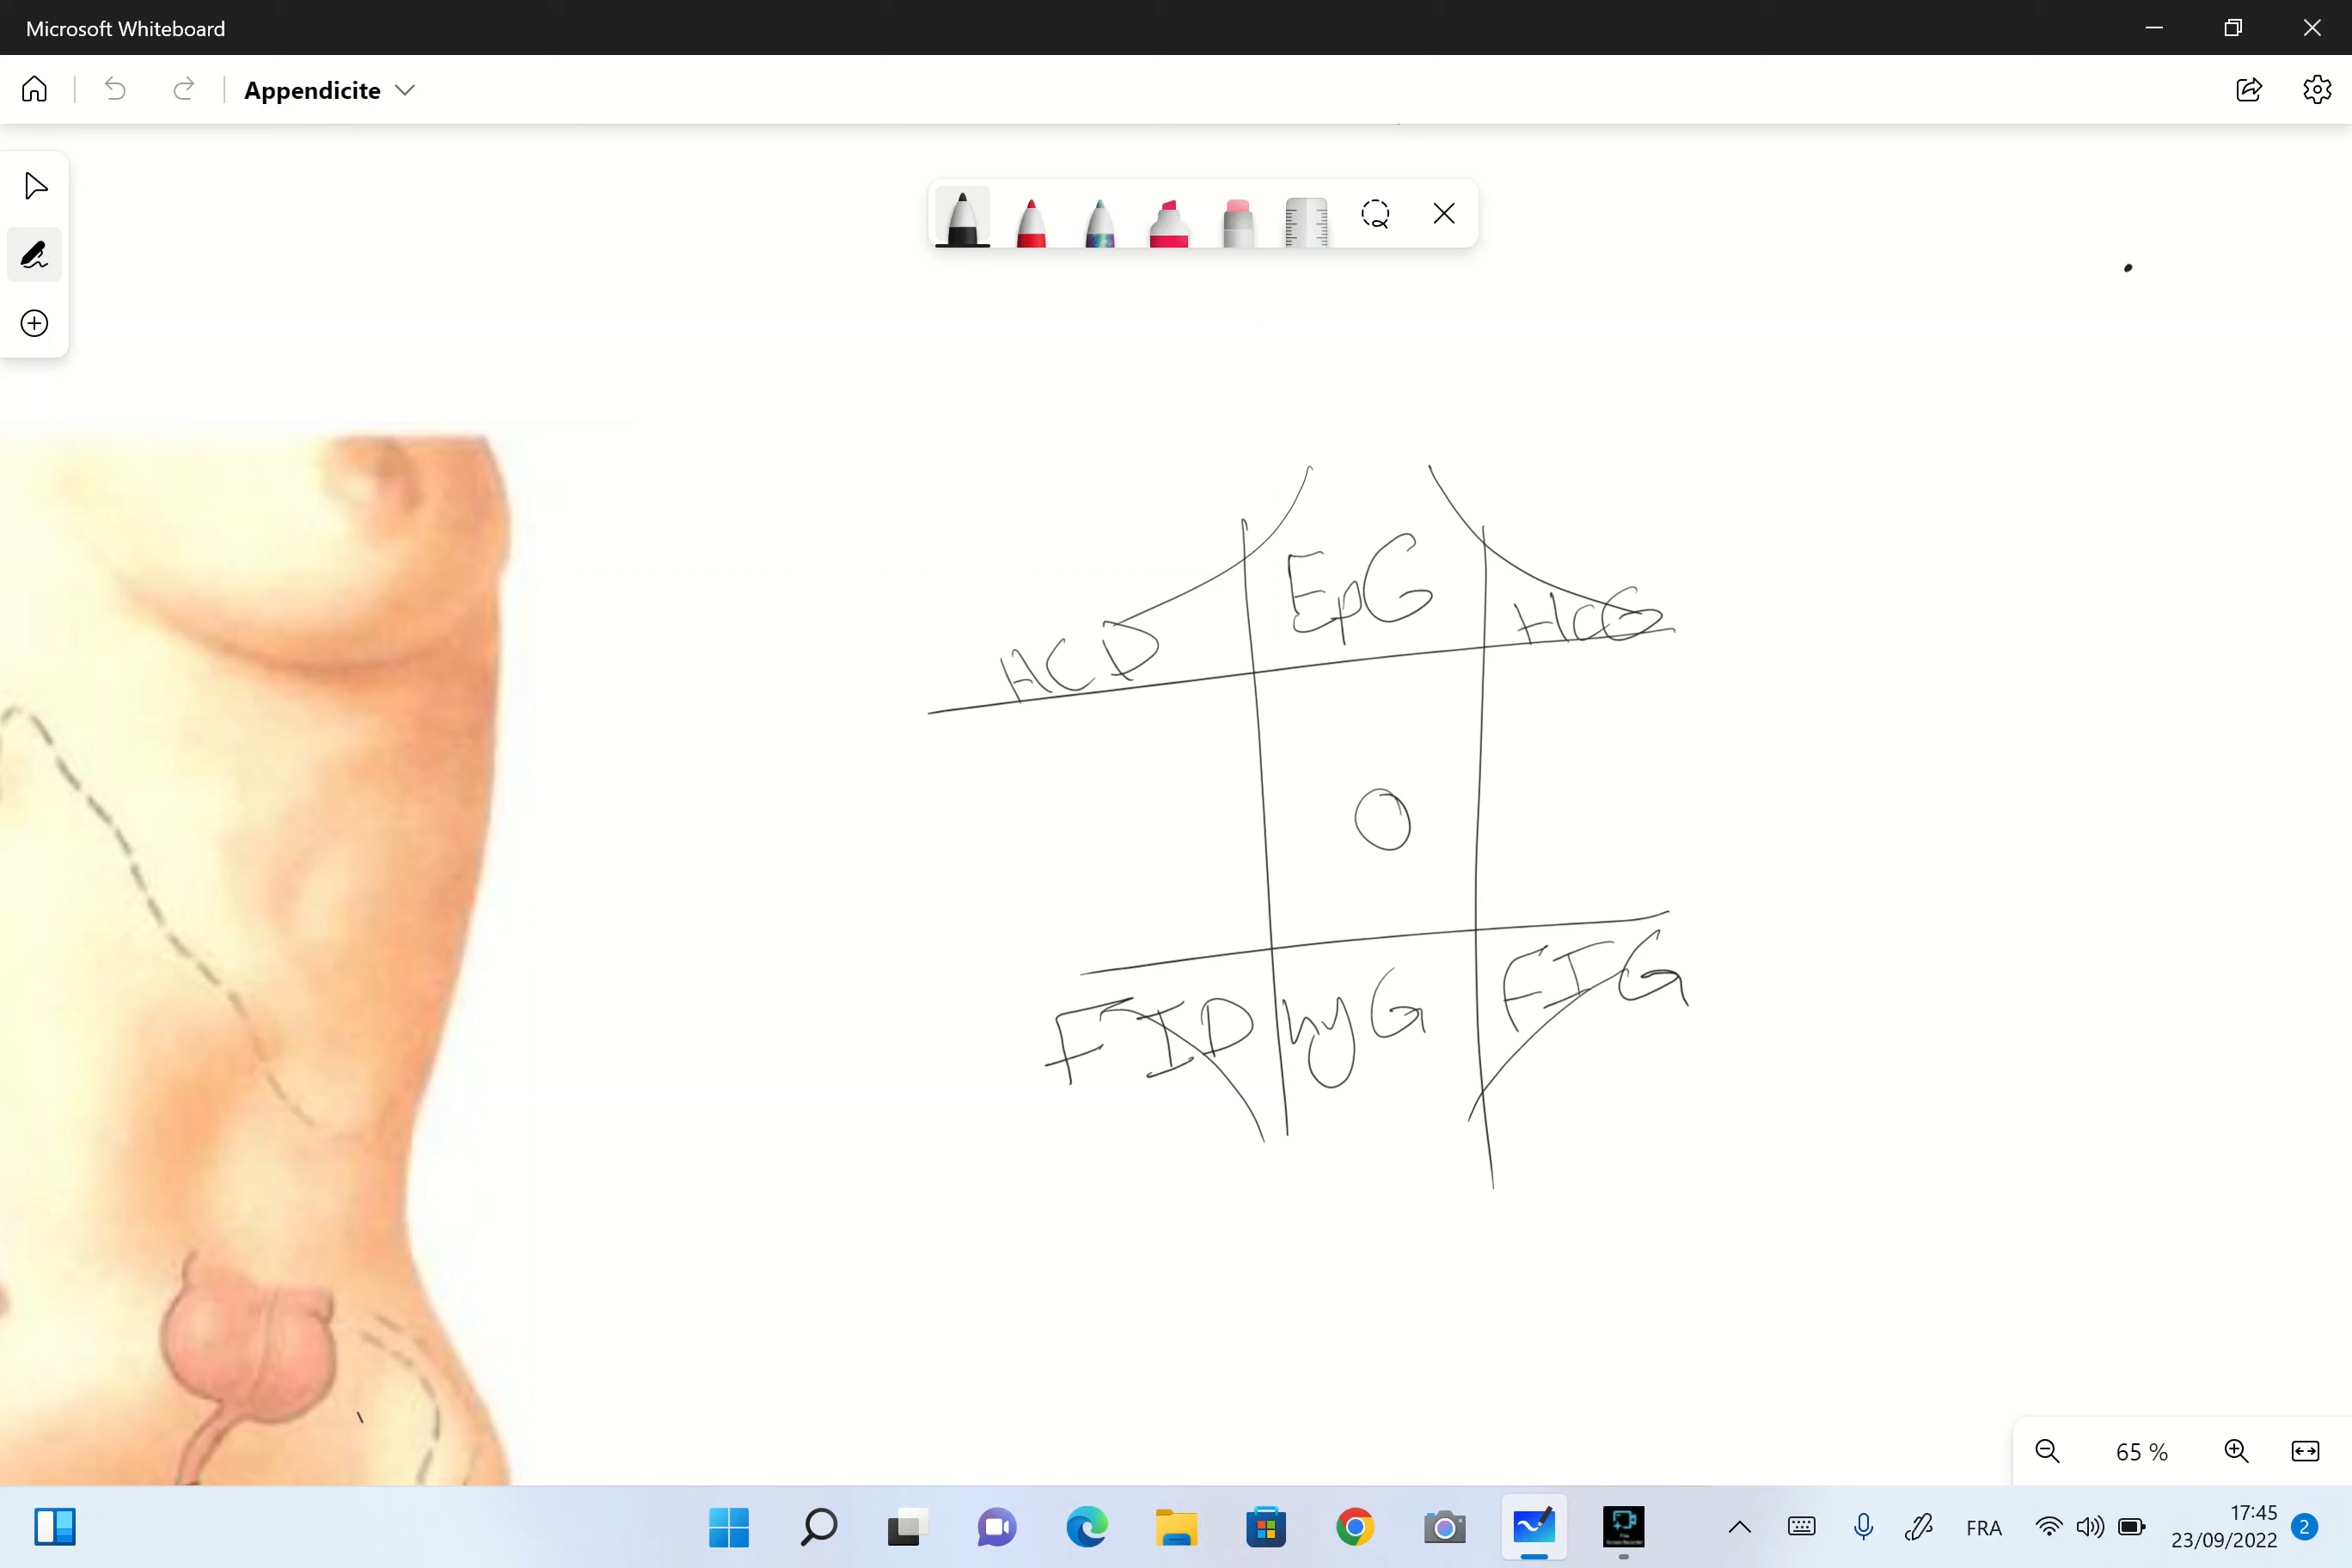 Microsoft Whiteboard
Appendicite
EpG
HCD
HCG
FID
hyG
FIG
65 %
17:45
FRA
23/09/2022
2